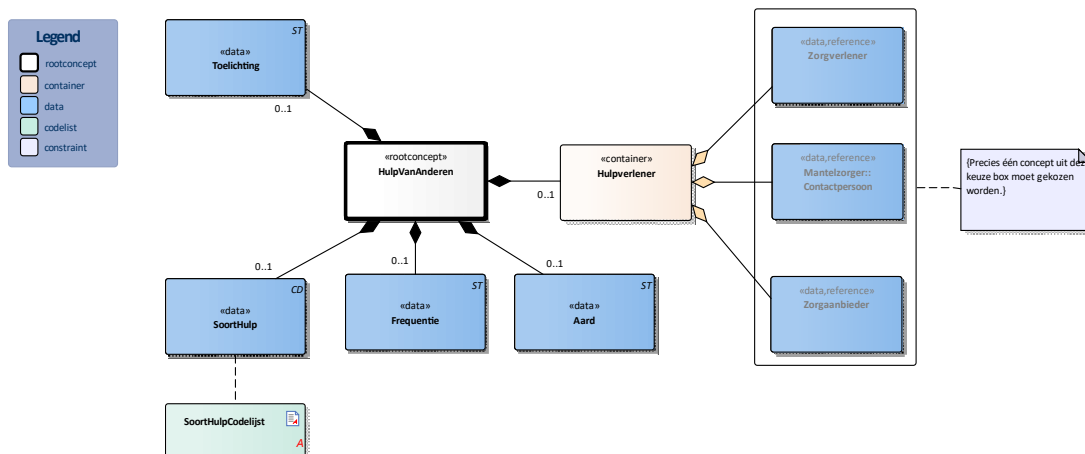 Legend
rootconcept
container
data
codelist
constraint
ST
«data»
Toelichting
0..1
«rootconcept»
HulpVanAnderen
0..1
«container»
Hulpverlener
«data,reference»
Zorgverlener
«data,reference»
Mantelzorger::
Contactpersoon
«data,reference»
Zorgaanbieder
{Precies één concept uit
keuze box moet gekozen
worden.}
0..1
0..1
0..1
CD
«data»
SoortHulp
ST
«data»
Frequentie
ST
«data»
Aard
SoortHulpCodelijst
A